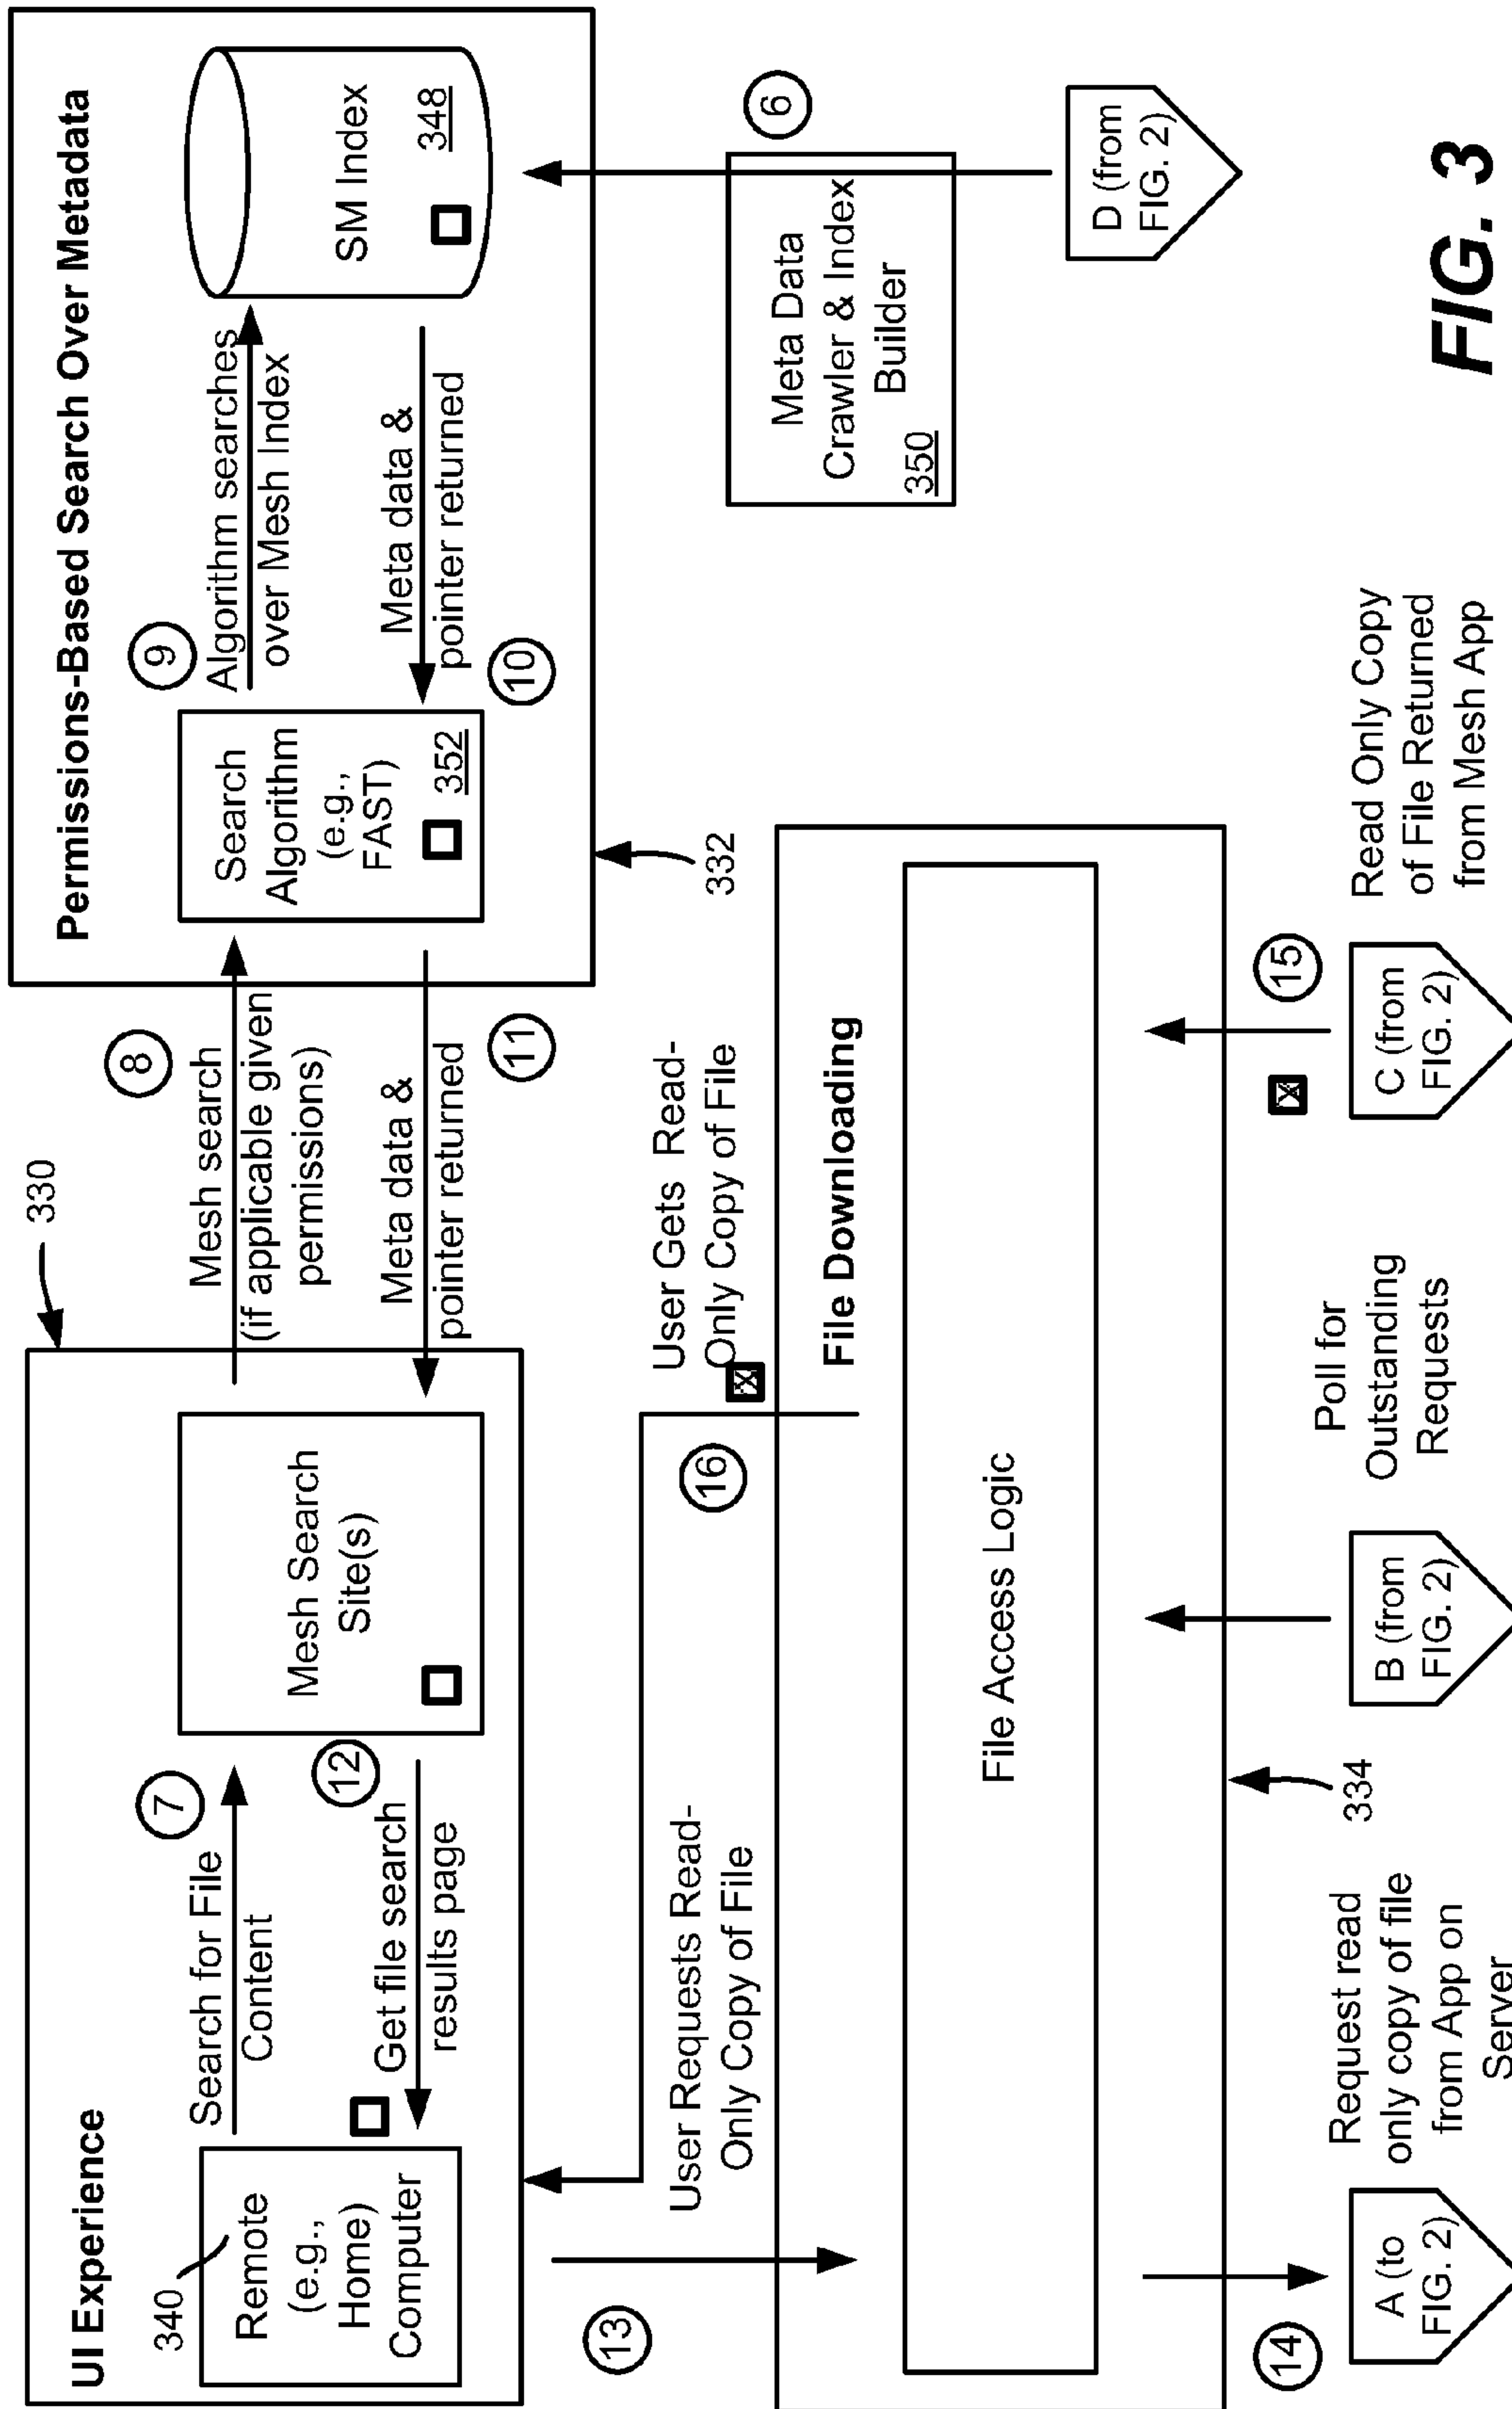 UI Experience
340
Remote
(e.g.,
Home)
Computer
Search for File
Content
7
12
Get file search
results page
Mesh Search
Site(s)
330
8
Mesh search
(if applicable given
permissions)
Meta data &
pointer returned
11
Permissions-Based Search Over Metadata
Search
Algorithm
(e.g.,
FAST)
352
9
Algorithm searches
over Mesh Index
Meta data &
pointer returned
10
SM Index
348
332
6
Meta Data
Crawler & Index
Builder
350
D (from
FIG. 2)
13
User Requests Read-
Only Copy of File
16
User Gets Read-
Only Copy of File
X
File Downloading
File Access Logic
334
14
A (to
FIG. 2)
Request read
only copy of file
from App on
Server
B (from
FIG. 2)
Poll for
Outstanding
Requests
X
15
C (from
FIG. 2)
Read Only Copy
of File Returned
from Mesh App
FIG. 3